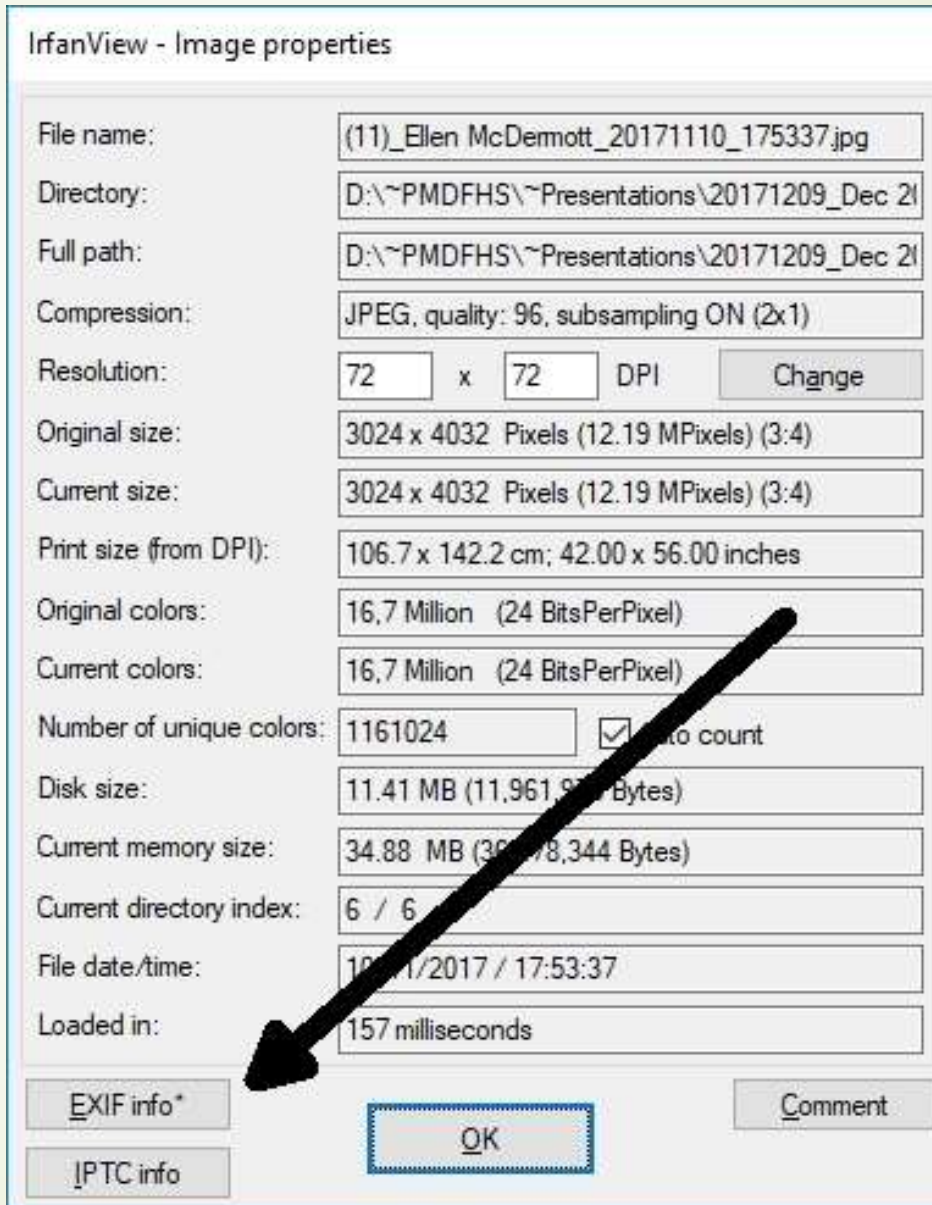 IrfanView - Image properties
File name: (11)_Ellen McDermott_20171110_175337.jpg
Directory: D:\~PMDFHS\~Presentations\20171209_Dec 20
Full path: D:\~PMDFHS\~Presentations\20171209_Dec 20
Compression: JPEG, quality: 96, subsampling ON (2x1)
Resolution: 72 x 72 DPI Change
Original size: 3024 x 4032 Pixels (12.19 MPixels) (3:4)
Current size: 3024 x 4032 Pixels (12.19 MPixels) (3:4)
Print size (from DPI): 106.7 x 142.2 cm; 42.00 x 56.00 inches
Original colors: 16,7 Million (24 BitsPerPixel)
Current colors: 16,7 Million (24 BitsPerPixel)
Number of unique colors: 1161024 count
Disk size: 11.41 MB Bytes)
Current memory size: 34.88 MB Bytes)
Current directory index: 6 / 6
File date/time: / 17:53:37
Loaded in: 157 milliseconds
EXIF info* Comment
OK
IPTC info